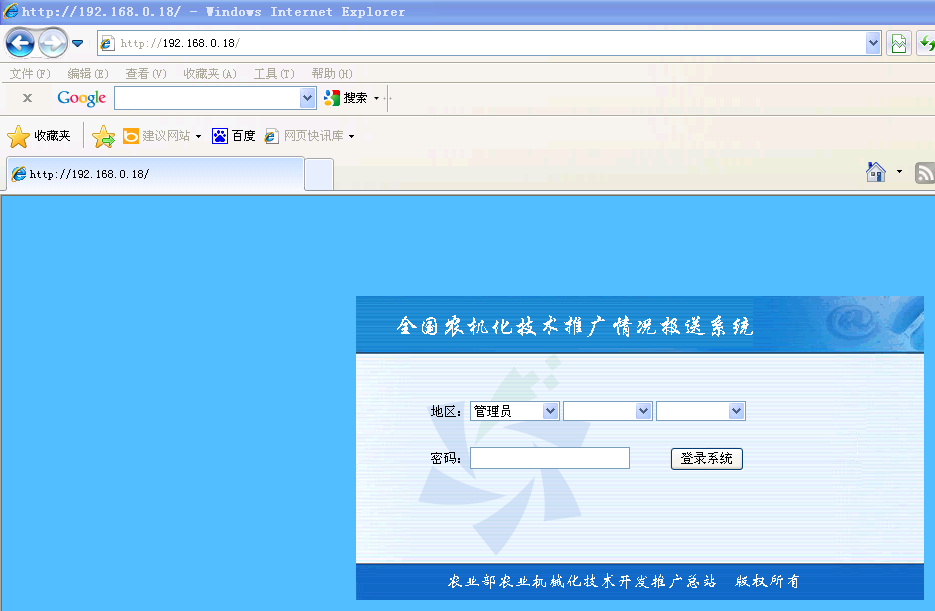 http://192.168.0.18/ - Windows Internet Explorer
http://192.168.0.18/
文件(F) 编辑(E) 查看(V) 收藏夹(A) 工具(T) 帮助(H)
x Google 搜索
收藏夹 建议网站 百度 网页快讯库
http://192.168.0.18/
全国农机化技术推广情况报送系统
地区: 管理员
密码: 登录系统
农业部农业机械化技术开发推广总站 版权所有